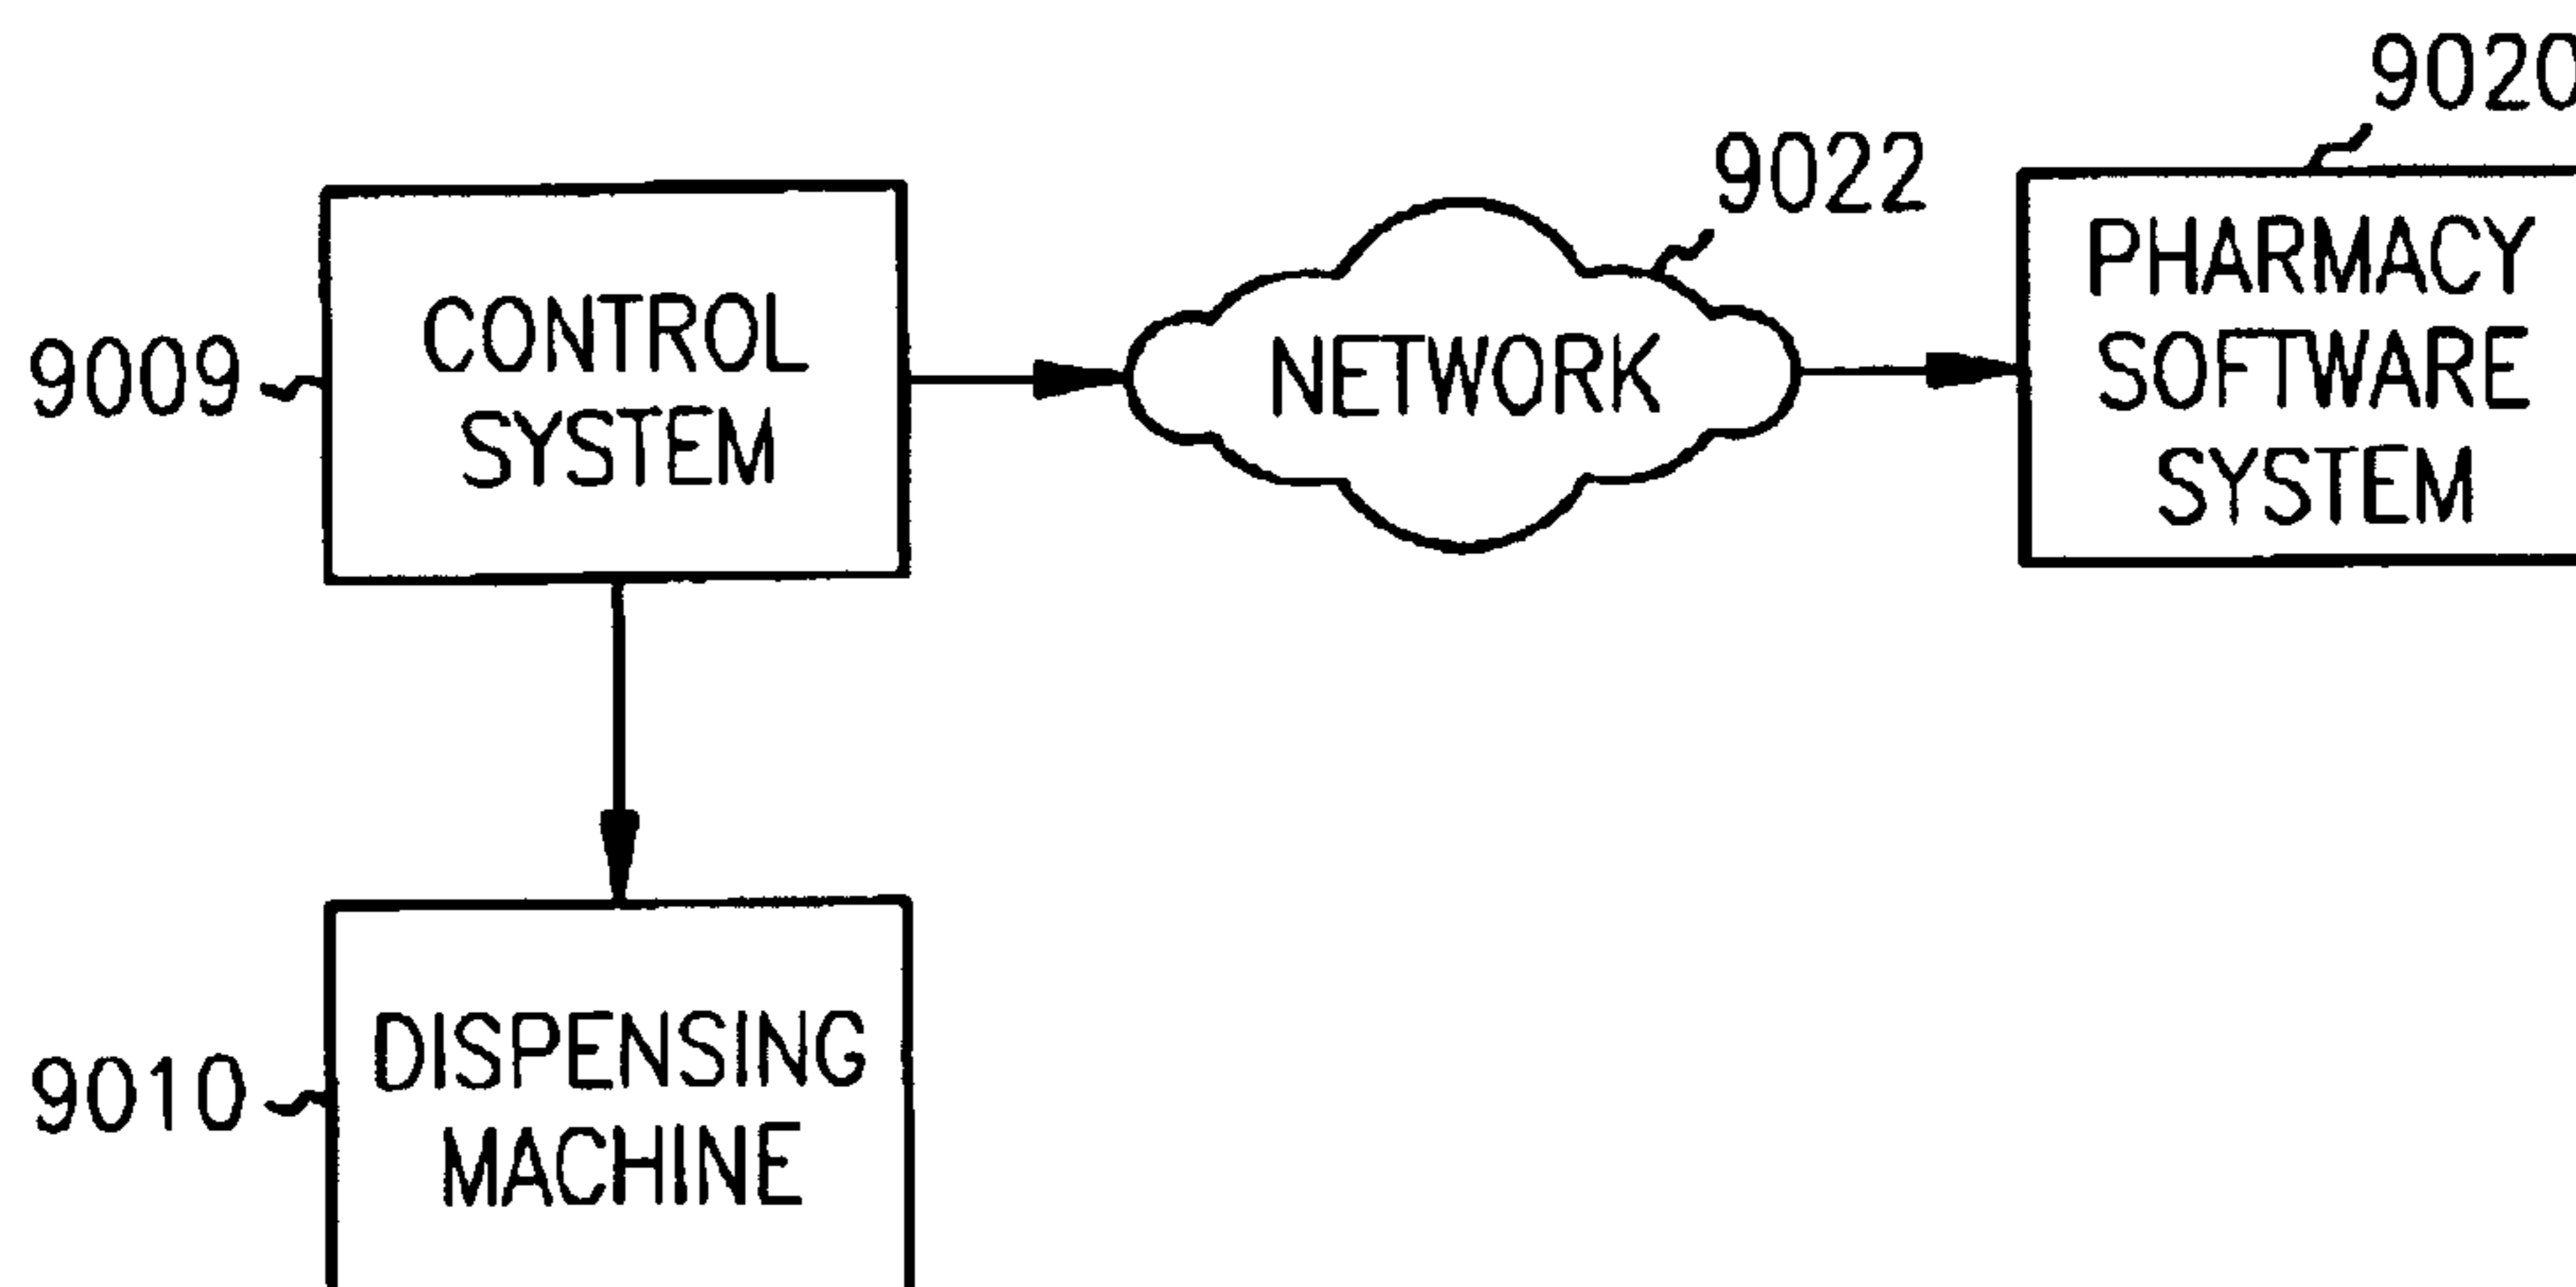 9020
9022
PHARMACY
SOFTWARE
SYSTEM
CONTROL
SYSTEM
NETWORK
9009
DISPENSING
MACHINE
9010